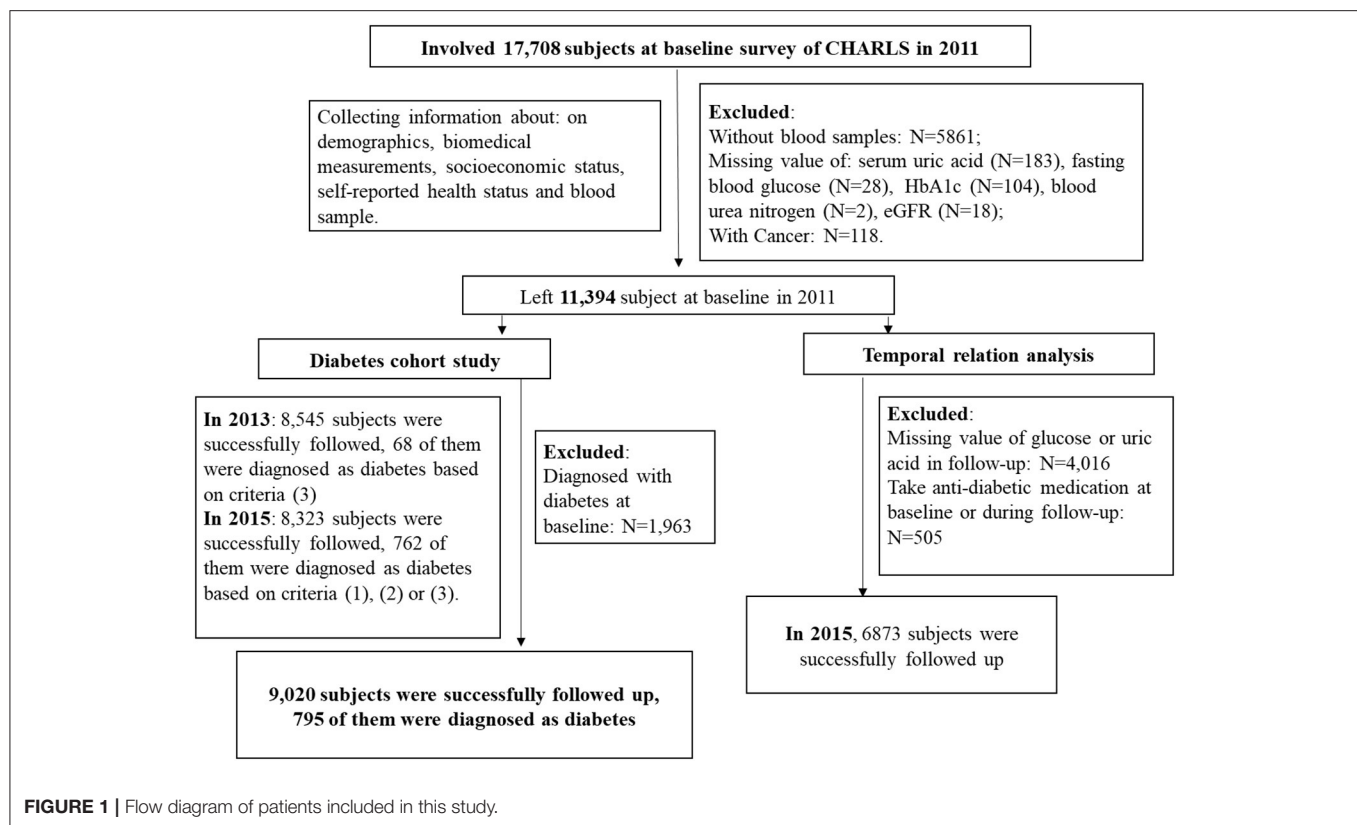 Involved 17,708 subjects at baseline survey of CHARLS in 2011
Collecting information about: on
demographics, biomedical
measurements, socioeconomic status,
self-reported health status and blood
sample.
Excluded:
Without blood samples: N=5861;
Missing value of: serum uric acid (N=183), fasting
blood glucose (N=28), HbA1c (N=104), blood
urea nitrogen (N=2), eGFR (N=18);
With Cancer: N=118.
Left 11,394 subject at baseline in 2011
Diabetes cohort study
Temporal relation analysis
In 2013: 8,545 subjects were
successfully followed, 68 of them
were diagnosed as diabetes based
on criteria (3)
In 2015: 8,323 subjects were
successfully followed, 762 of
them were diagnosed as diabetes
based on criteria (1), (2) or (3).
Excluded:
Diagnosed with
diabetes at
baseline: N=1,963
Excluded:
Missing value of glucose or uric
acid in follow-up: N=4,016
Take anti-diabetic medication at
baseline or during follow-up:
N=505
In 2015, 6873 subjects were
successfully followed up
9,020 subjects were successfully followed up,
795 of them were diagnosed as diabetes
FIGURE 1 | Flow diagram of patients included in this study.